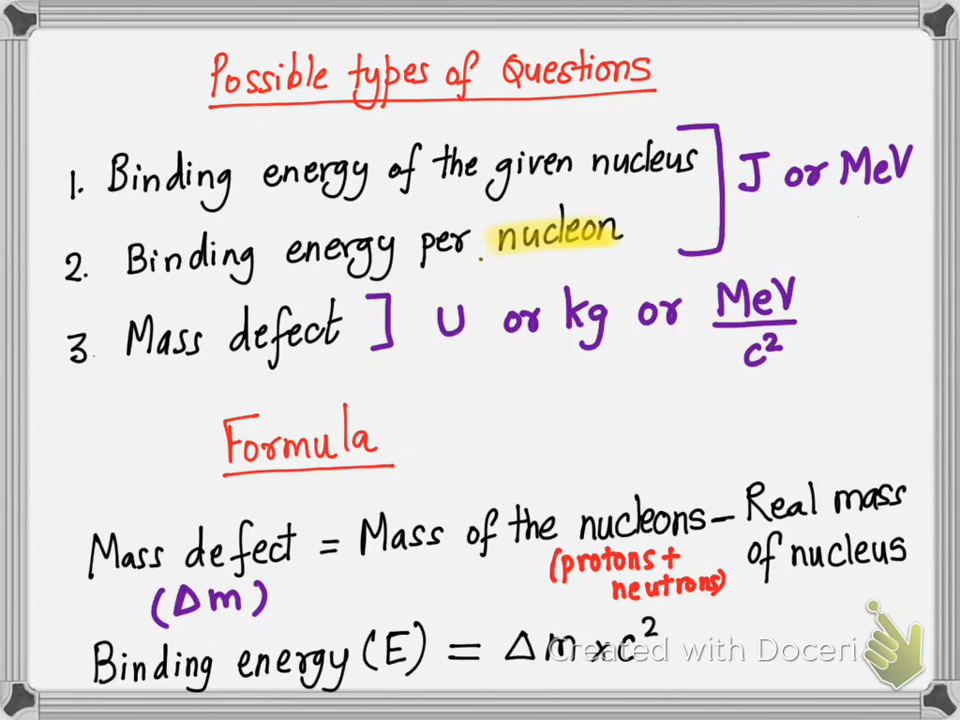 Possible types of Questions
1. Binding energy of the given nucleus
2. Binding energy per nucleon
] J or MeV
3. Mass defect ] U or kg or MeV/c²
Formula
Mass defect = Mass of the nucleons – Real mass of nucleus
(Δm)
(protons + neutrons)
Binding energy (E) = Δm x c²
Created with Doceri